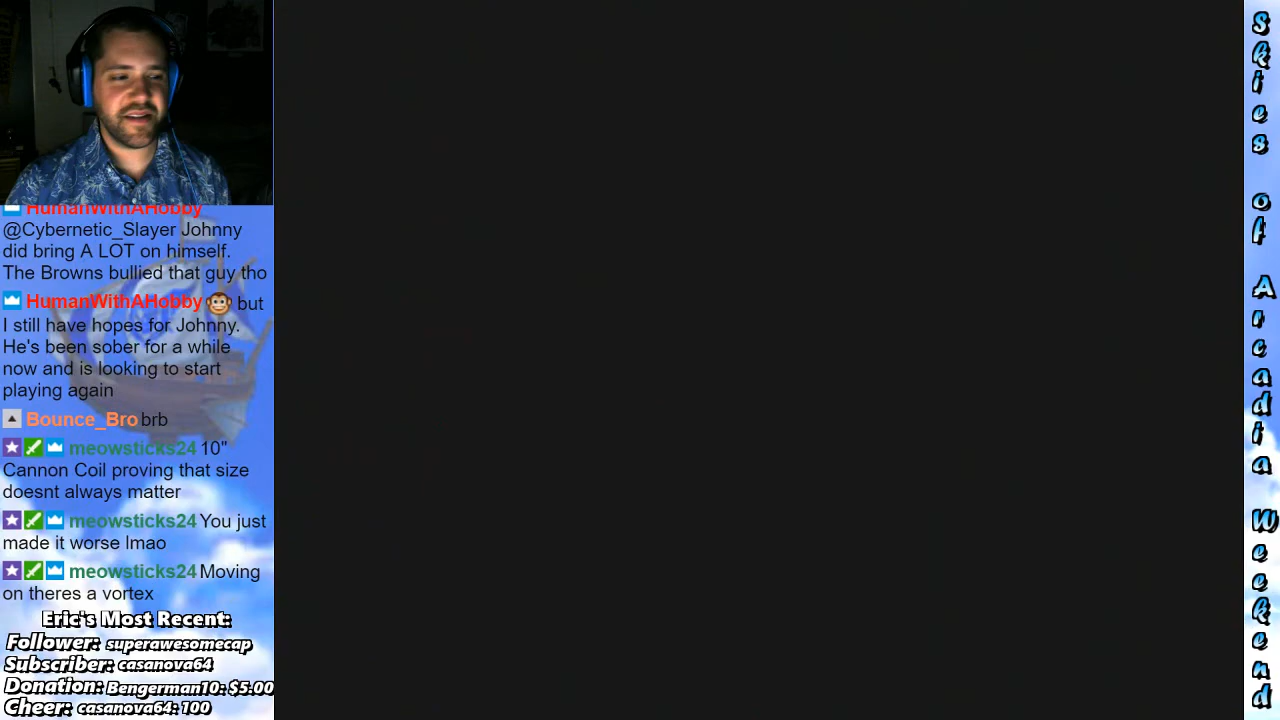 HumanWithAHobby
@Cybernetic_Slayer Johnny
did bring A LOT on himself.
The Browns bullied that guy tho
HumanWithAHobby but
I still have hopes for Johnny.
He's been sober for a while
now and is looking to start
playing again
Bounce_Bro brb
meowsticks24 10"
Cannon Coil proving that size
doesnt always matter
meowsticks24 You just
made it worse lmao
meowsticks24 Moving
on theres a vortex
Eric's Most Recent:
Follower: superawesomecap
Subscriber: casanova64
Donation: Bengerman10: $5.00
Cheer: casanova64: 100
Skies of Arcadia Weekend